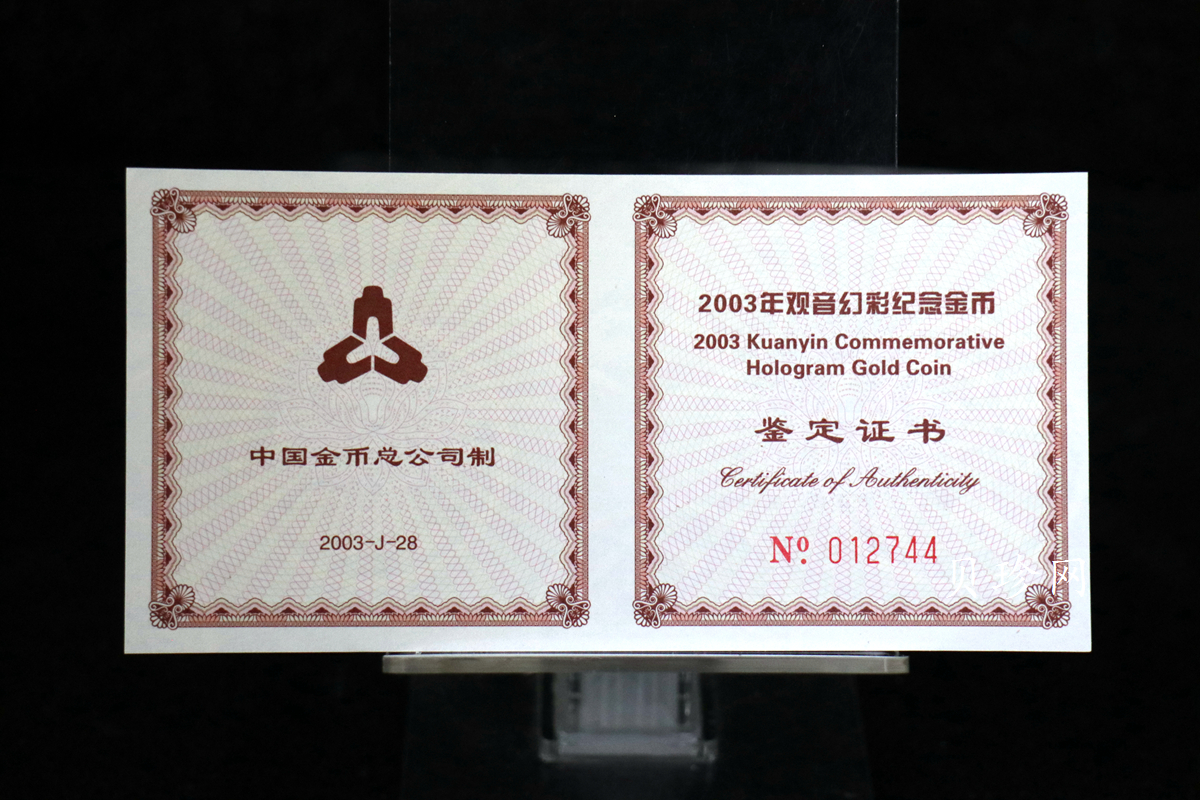 中国金币总公司制
2003-J-28
2003年观音幻彩纪念金币
2003 Kuanyin Commemorative
Hologram Gold Coin
鉴定证书
Certificate of Authenticity
Nº 012744